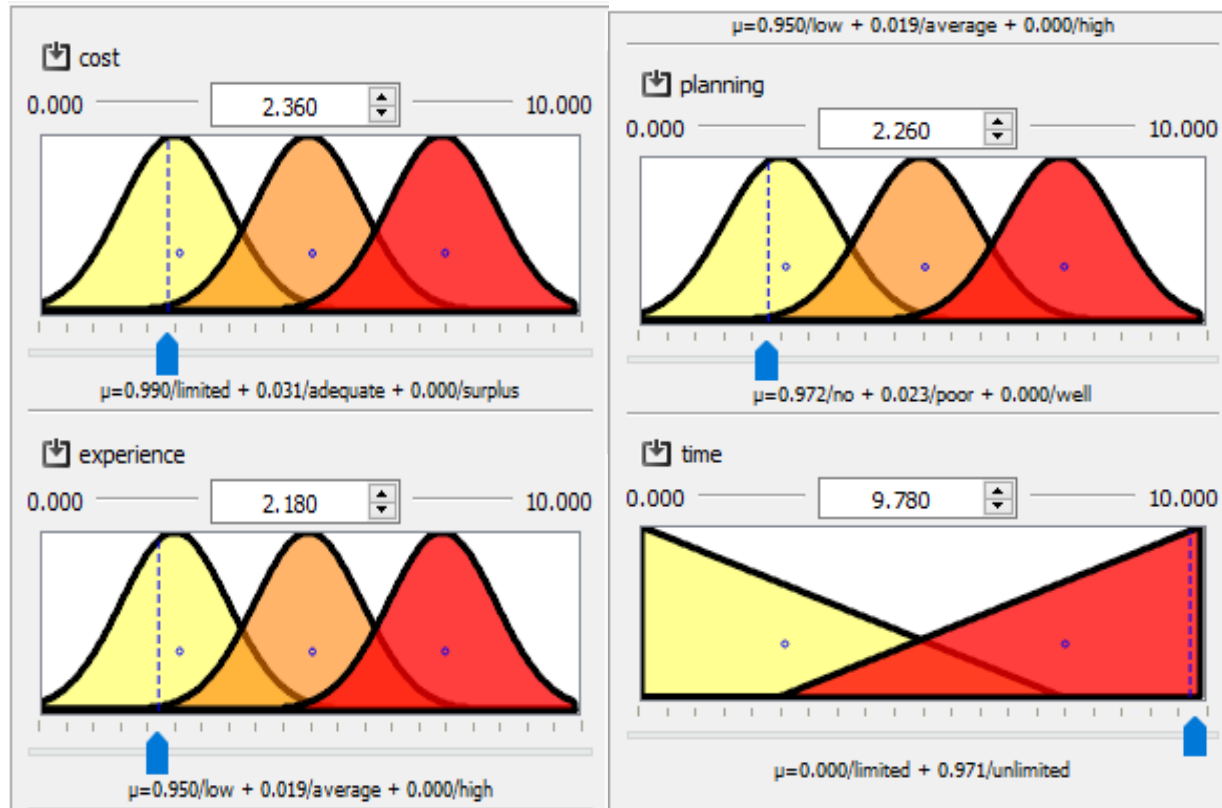 cost
0.000 2.360 10.000
μ=0.990/limited + 0.031/adequate + 0.000/surplus
experience
0.000 2.180 10.000
μ=0.950/low + 0.019/average + 0.000/high
μ=0.950/low + 0.019/average + 0.000/high
planning
0.000 2.260 10.000
μ=0.972/no + 0.023/poor + 0.000/well
time
0.000 9.780 10.000
μ=0.000/limited + 0.971/unlimited